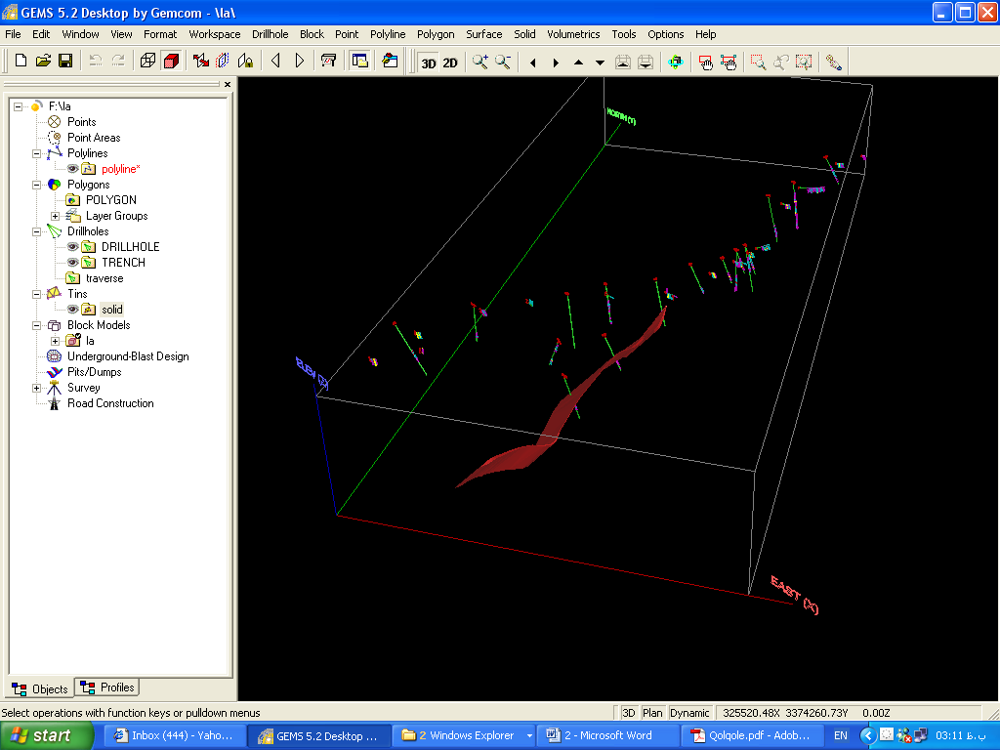 GEMS 5.2 Desktop by Gemcom - \la\
File Edit Window View Format Workspace Drillhole Block Point Polyline Polygon Surface Solid Volumetrics Tools Options Help
3D 2D
F:\la
Points
Point Areas
Polylines
polyline*
Polygons
POLYGON
Layer Groups
Drillholes
DRILLHOLE
TRENCH
traverse
Tins
solid
Block Models
la
Underground-Blast Design
Pits/Dumps
Survey
Road Construction
NORTH (Y)
ELEV (Z)
EAST (X)
Objects Profiles
Select operations with function keys or pulldown menus
3D Plan Dynamic 325520.48X 3374260.73Y 0.00Z
start
Inbox (444) - Yaho...
GEMS 5.2 Desktop ...
2 Windows Explorer
2 - Microsoft Word
Qolqole.pdf - Adob...
EN
03:11 ب.ظ